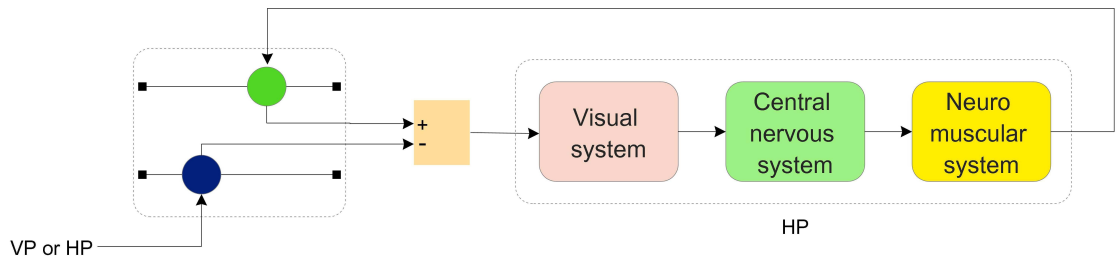 +
-
Visual
system
Central
nervous
system
Neuro
muscular
system
HP
VP or HP